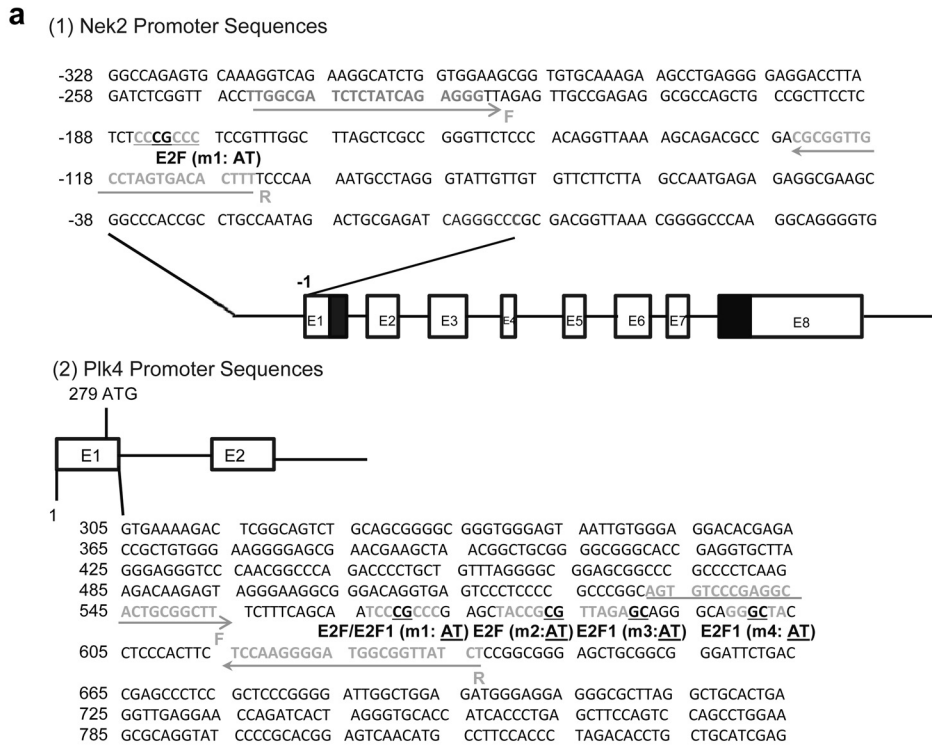 a
(1) Nek2 Promoter Sequences
-328 GGCCAGAGTG CAAAGGTCAG AAGGCATCTG GTGGAAGCGG TGTGCAAAGA AGCCTGAGGG GAGGACCTTA
-258 GATCTCGGTT ACCTTGGCGA TCTCTATCAG AGGGTTAGAG TTGCCGAGAG GCGCCAGCTG CCGCTTCCTC
F
-188 TCTCCCGCCC TCCGTTTGGC TTAGCTCGCC GGGTTCTCCC ACAGGTTAAA AGCAGACGCC GACGCGGTTG
E2F (m1: AT)
-118 CCTAGTGACA CTTTTCCCAA AATGCCTAGG GTATTGTTGT GTTCTTCTTA GCCAATGAGA GAGGCGAAGC
R
-38 GGCCCACCGC CTGCCAATAG ACTGCGAGAT CAGGGCCCGC GACGGTTAAA CGGGGCCCAA GGCAGGGGTG
-1
E1 E2 E3 E4 E5 E6 E7 E8
(2) Plk4 Promoter Sequences
279 ATG
E1 E2
1
305 GTGAAAAGAC TCGGCAGTCT GCAGCGGGGC GGGTGGGAGT AATTGTGGGA GGACACGAGA
365 CCGCTGTGGG AAGGGGAGCG AACGAAGCTA ACGGCTGCGG GGCGGGCACC GAGGTGCTTA
425 GGGAGGGTCC CAACGGCCCA GACCCCTGCT GTTTAGGGGC GGAGCGGCCC GCCCCTCAAG
485 AGACAAGAGT AGGGAAGGCG GGACAGGTGA GTCCCTCCCC GCCCGGCAGT GTCCCGAGGC
545 ACTGCGGCTT TCTTTCAGCA ATCCCGCCCG AGCTACCGCG TTAGAGCAGG GCAGGGCTAC
F
E2F/E2F1 (m1: AT) E2F (m2:AT) E2F1 (m3:AT) E2F1 (m4: AT)
605 CTCCCACTTC TCCAAGGGGA TGGCGGTTAT CTCCGGCGGG AGCTGCGGCG GGATTCTGAC
R
665 CGAGCCCTCC GCTCCCGGGG ATTGGCTGGA GATGGGAGGA GGGCGCTTAG GCTGCACTGA
725 GGTTGAGGAA CCAGATCACT AGGGTGCACC ATCACCCTGA GCTTCCAGTC CAGCCTGGAA
785 GCGCAGGTAT CCCCGCACGG AGTCAACATG CCTTCCACCC TAGACACCTG CTGCATCGAG